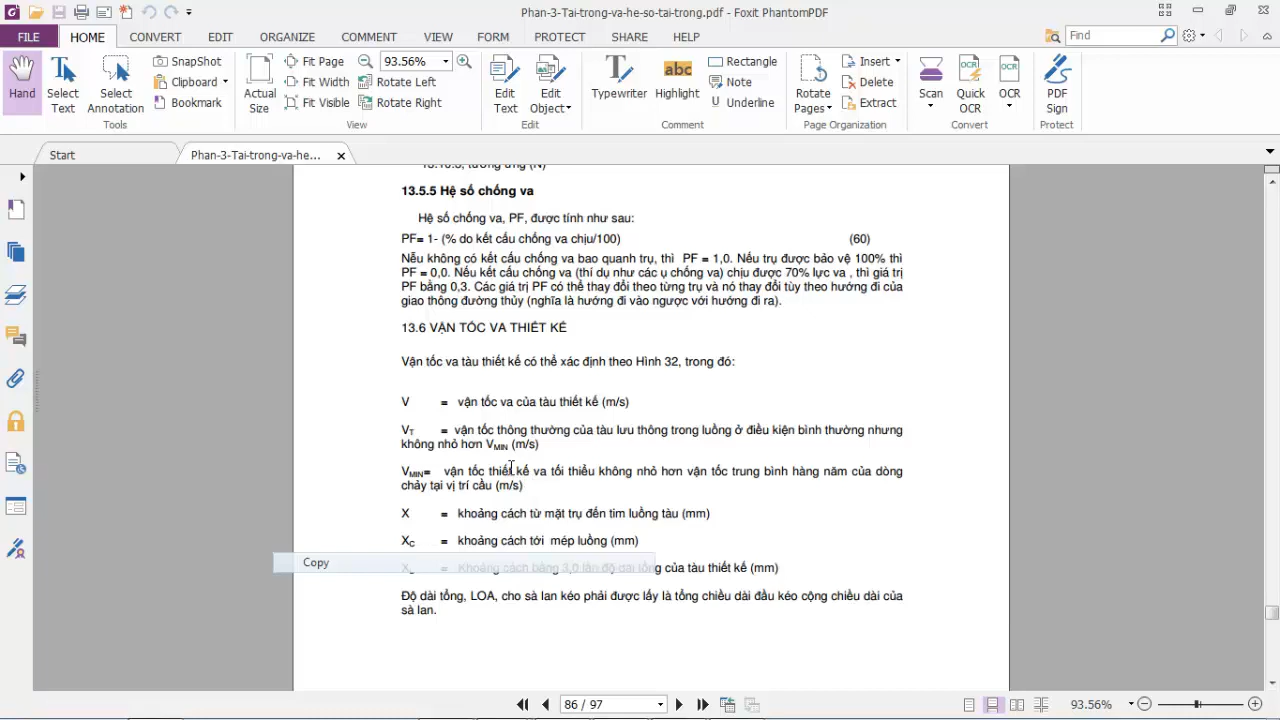 Phan-3-Tai-trong-va-he-so-tai-trong.pdf - Foxit PhantomPDF
FILE HOME CONVERT EDIT ORGANIZE COMMENT VIEW FORM PROTECT SHARE HELP Find
Hand
Select Text
Select Annotation
SnapShot
Clipboard
Bookmark
Tools
Actual Size
Fit Page
Fit Width
Fit Visible
93.56%
Rotate Left
Rotate Right
View
Edit Text
Edit Object
Edit
Typewriter
abc
Highlight
Rectangle
Note
Underline
Comment
Rotate Pages
Insert
Delete
Extract
Page Organization
Scan
OCR
Quick OCR
OCR
OCR
Convert
PDF Sign
Protect
Start
Phan-3-Tai-trong-va-he-...
13.5.5 Hệ số chống va
Hệ số chống va, PF, được tính như sau:
PF= 1- (% do kết cấu chống va chịu/100) (60)
Nếu không có kết cấu chống va bao quanh trụ, thì PF = 1,0. Nếu trụ được bảo vệ 100% thì
PF = 0,0. Nếu kết cấu chống va (thí dụ như các ụ chống va) chịu được 70% lực va , thì giá trị
PF bằng 0,3. Các giá trị PF có thể thay đổi theo từng trụ và nó thay đổi tùy theo hướng đi của
giao thông đường thủy (nghĩa là hướng đi vào ngược với hướng đi ra).
13.6 VẬN TỐC VA THIẾT KẾ
Vận tốc va tàu thiết kế có thể xác định theo Hình 32, trong đó:
V = vận tốc va của tàu thiết kế (m/s)
VT = vận tốc thông thường của tàu lưu thông trong luồng ở điều kiện bình thường nhưng
không nhỏ hơn VMIN (m/s)
VMIN= vận tốc thiết kế va tối thiểu không nhỏ hơn vận tốc trung bình hàng năm của dòng
chảy tại vị trí cầu (m/s)
X = khoảng cách từ mặt trụ đến tim luồng tàu (mm)
XC = khoảng cách tới mép luồng (mm)
Copy
= Khoảng cách bằng 3,0 lần độ dài tổng của tàu thiết kế (mm)
Độ dài tổng, LOA, cho sà lan kéo phải được lấy là tổng chiều dài đầu kéo cộng chiều dài của
sà lan.
86 / 97
93.56%